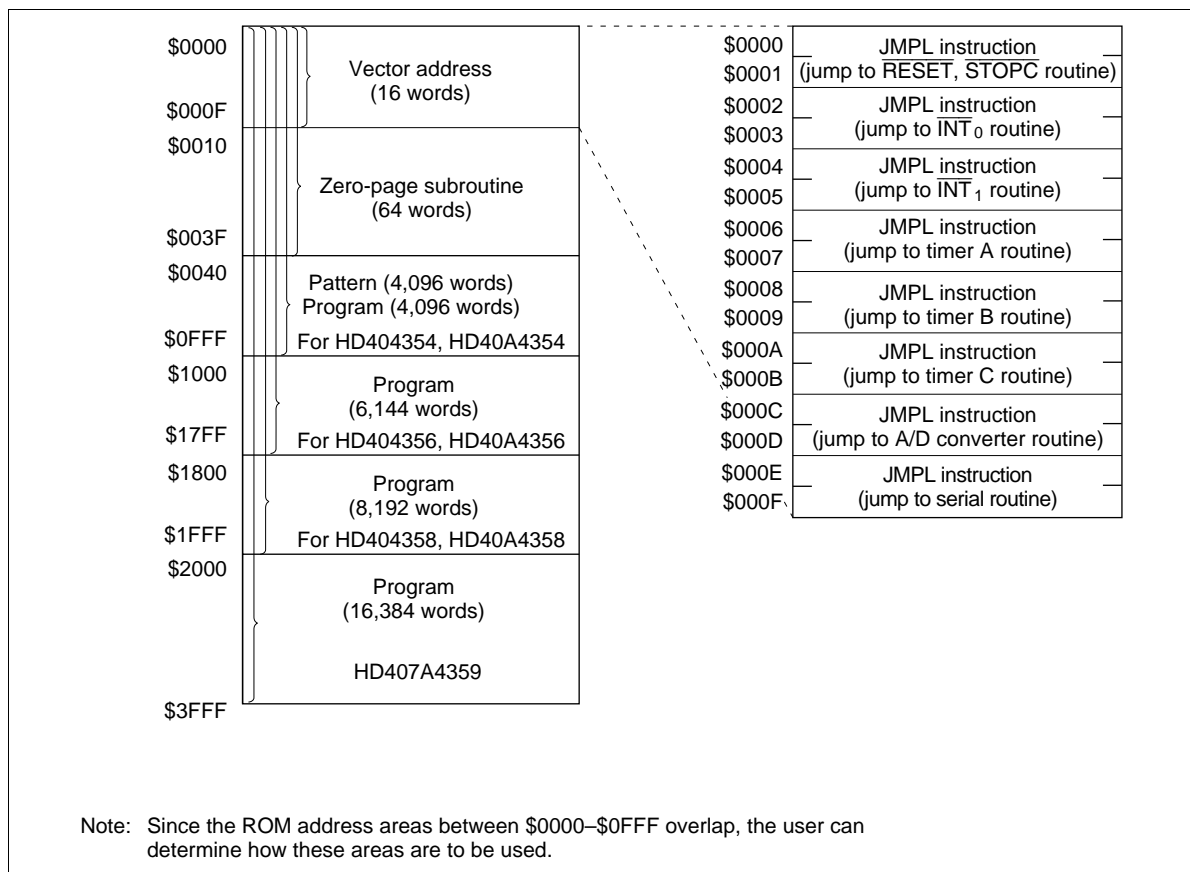 $0000
Vector address
(16 words)
$000F
$0010
Zero-page subroutine
(64 words)
$003F
$0040
Pattern (4,096 words)
Program (4,096 words)
$0FFF
For HD404354, HD40A4354
$1000
Program
(6,144 words)
$17FF
For HD404356, HD40A4356
$1800
Program
(8,192 words)
$1FFF
For HD404358, HD40A4358
$2000
Program
(16,384 words)
HD407A4359
$3FFF
$0000
JMPL instruction
$0001
(jump to RESET, STOPC routine)
$0002
JMPL instruction
$0003
(jump to INT0 routine)
$0004
JMPL instruction
$0005
(jump to INT1 routine)
$0006
JMPL instruction
$0007
(jump to timer A routine)
$0008
JMPL instruction
$0009
(jump to timer B routine)
$000A
JMPL instruction
$000B
(jump to timer C routine)
$000C
JMPL instruction
$000D
(jump to A/D converter routine)
$000E
JMPL instruction
$000F
(jump to serial routine)
Note: Since the ROM address areas between $0000–$0FFF overlap, the user can
determine how these areas are to be used.